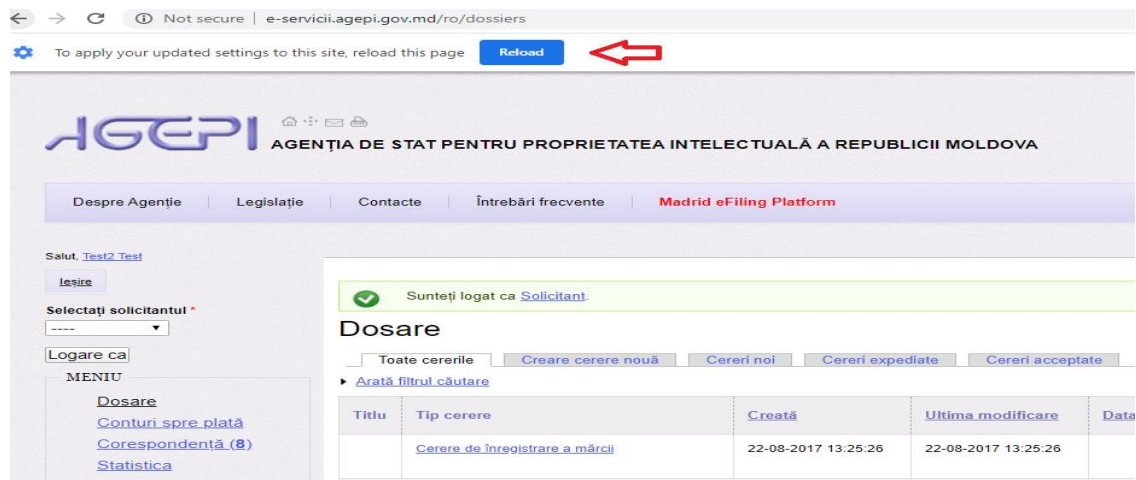 Not secure | e-servicii.agepi.gov.md/ro/dossiers
To apply your updated settings to this site, reload this page Reload
AGEPI
AGENȚIA DE STAT PENTRU PROPRIETATEA INTELECTUALĂ A REPUBLICII MOLDOVA
Despre Agenție | Legislație | Contacte | Întrebări frecvente | Madrid eFiling Platform
Salut, Test2 Test
Ieșire
Selectați solicitantul *
----
Logare ca
MENIU
Dosare
Conturi spre plată
Corespondență (8)
Statistica
Sunteți logat ca Solicitant.
Dosare
Toate cererile Creare cerere nouă Cereri noi Cereri expediate Cereri acceptate
Arată filtrul căutare
Titlu Tip cerere Creată Ultima modificare Data
Cerere de înregistrare a mărcii 22-08-2017 13:25:26 22-08-2017 13:25:26